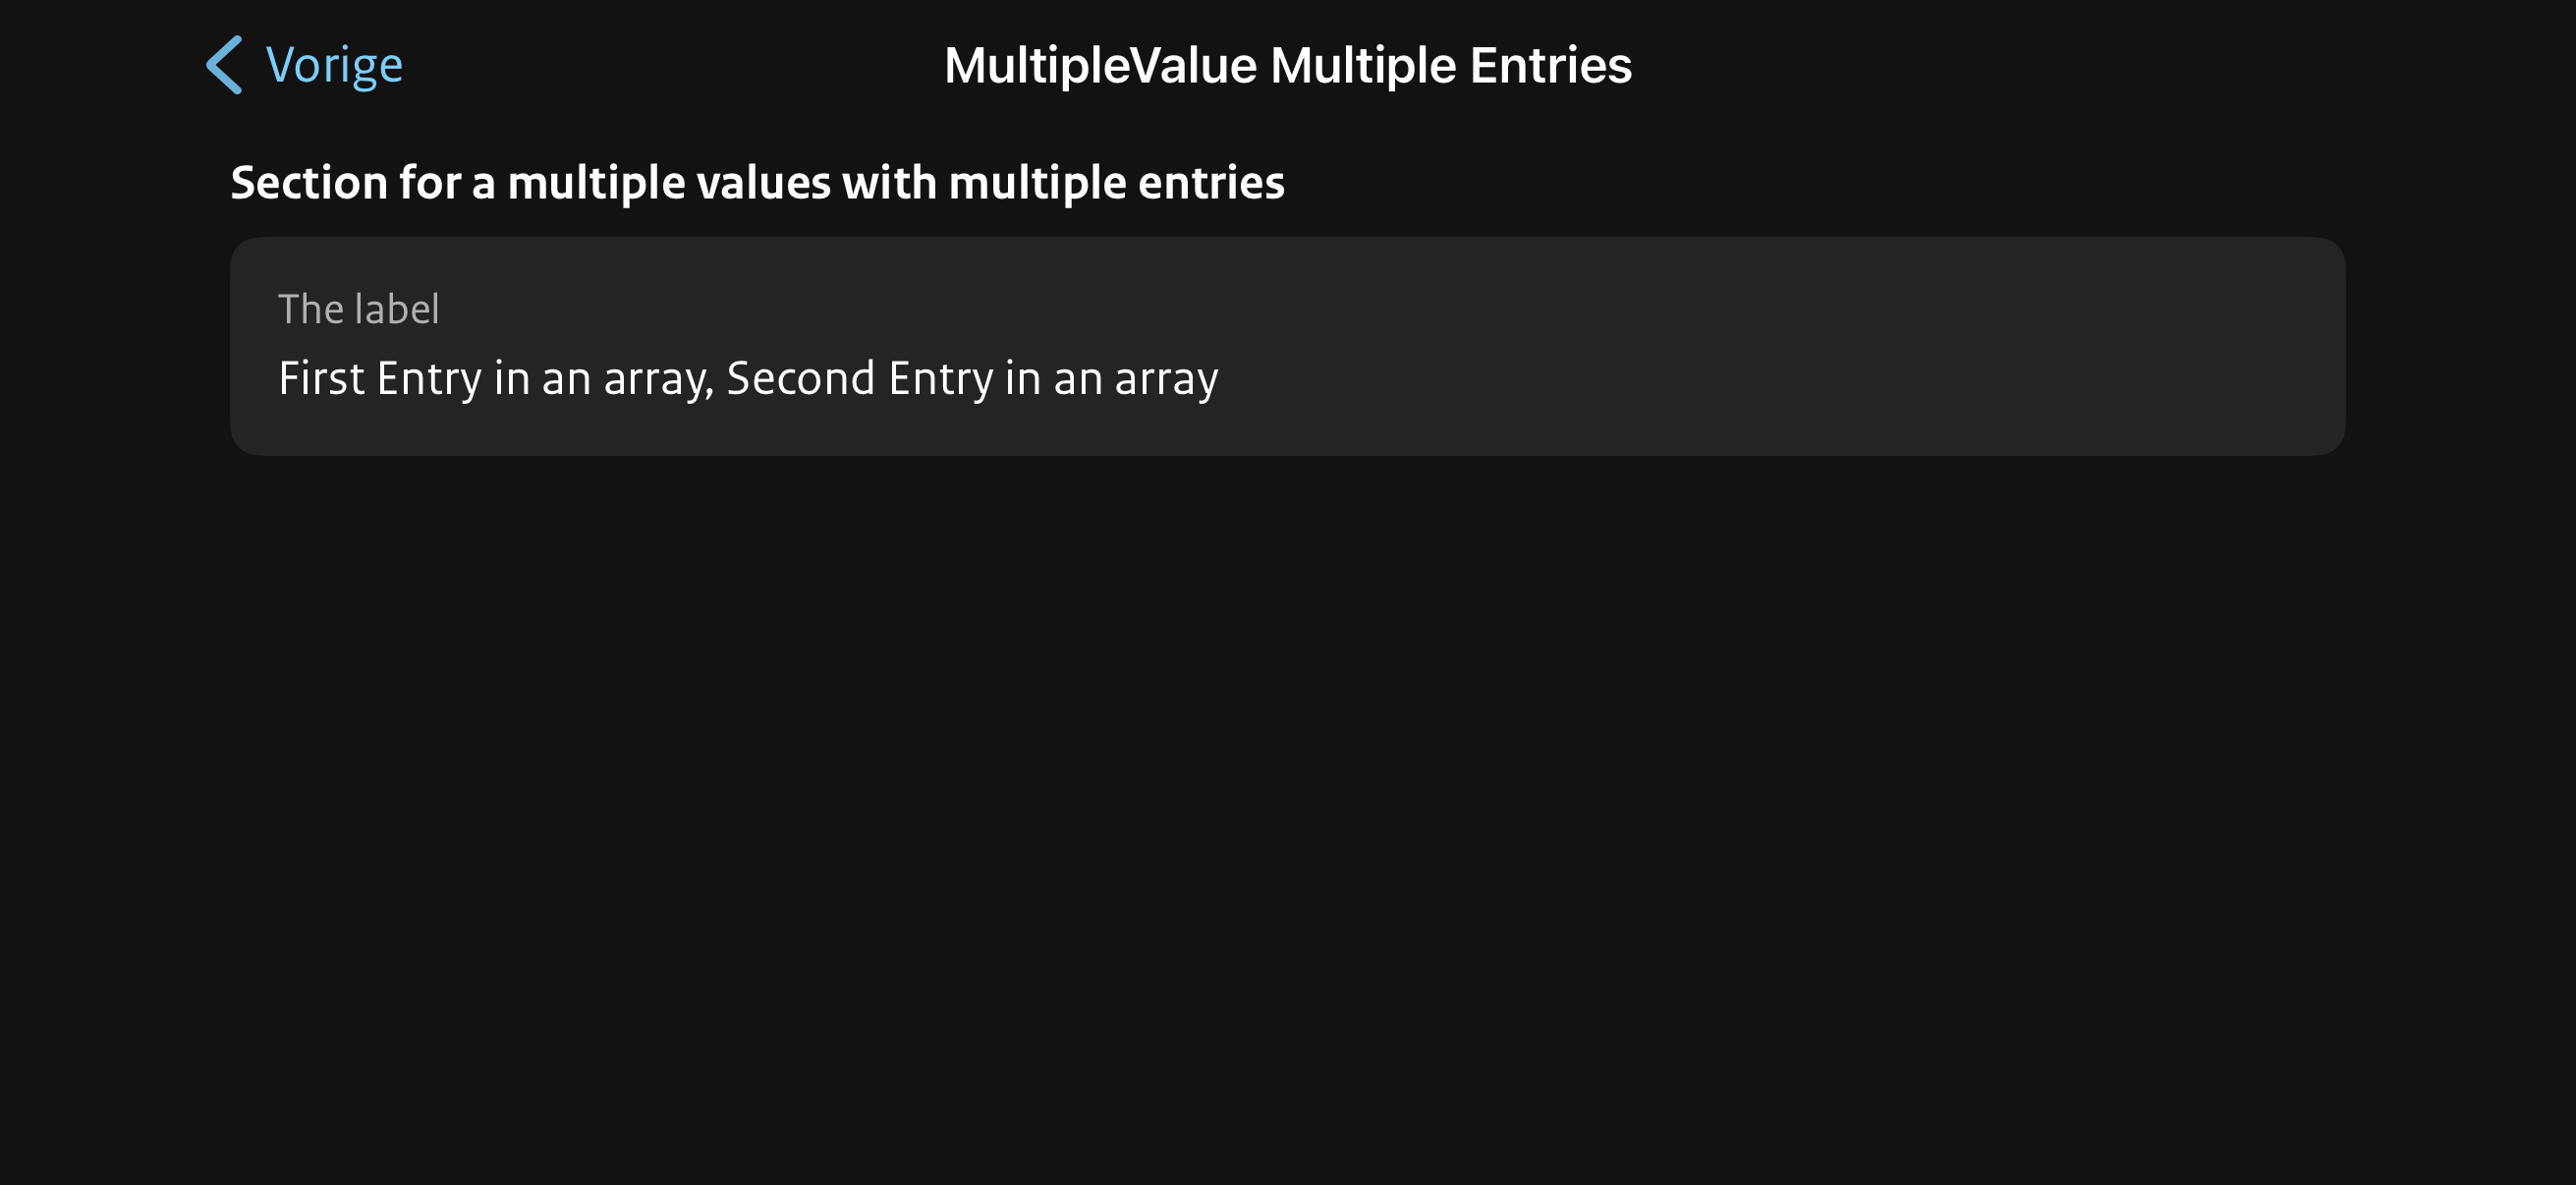 Vorige
MultipleValue Multiple Entries
Section for a multiple values with multiple entries
The label
First Entry in an array, Second Entry in an array